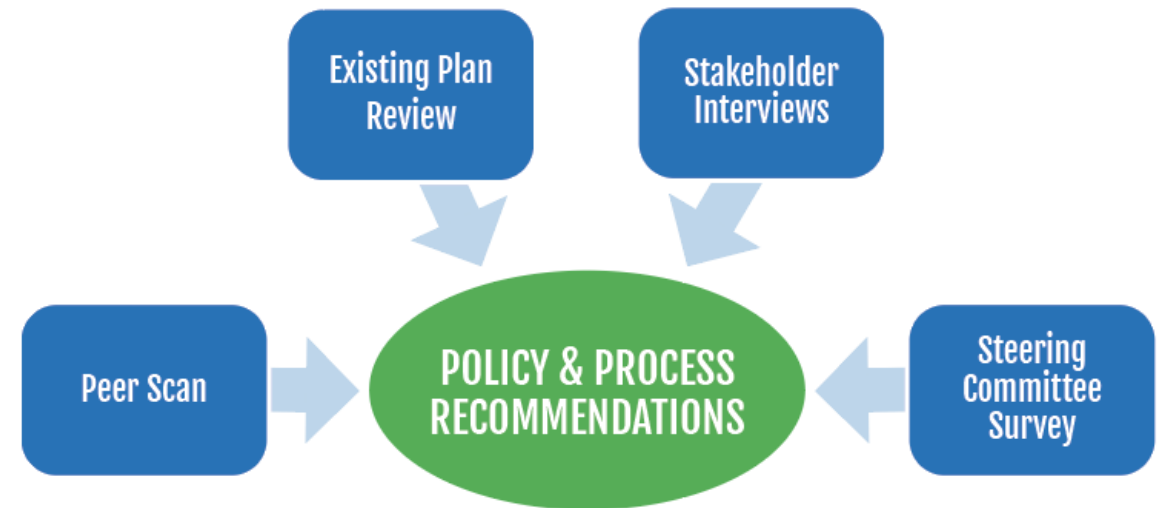 Existing Plan
Review
Stakeholder
Interviews
Peer Scan
POLICY & PROCESS
RECOMMENDATIONS
Steering
Committee
Survey